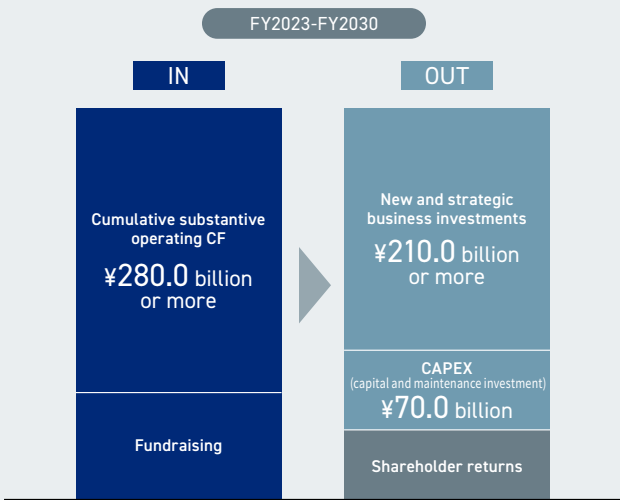 FY2023-FY2030
IN
OUT
Cumulative substantive
operating CF
¥280.0 billion
or more
Fundraising
New and strategic
business investments
¥210.0 billion
or more
CAPEX
(capital and maintenance investment)
¥70.0 billion
Shareholder returns